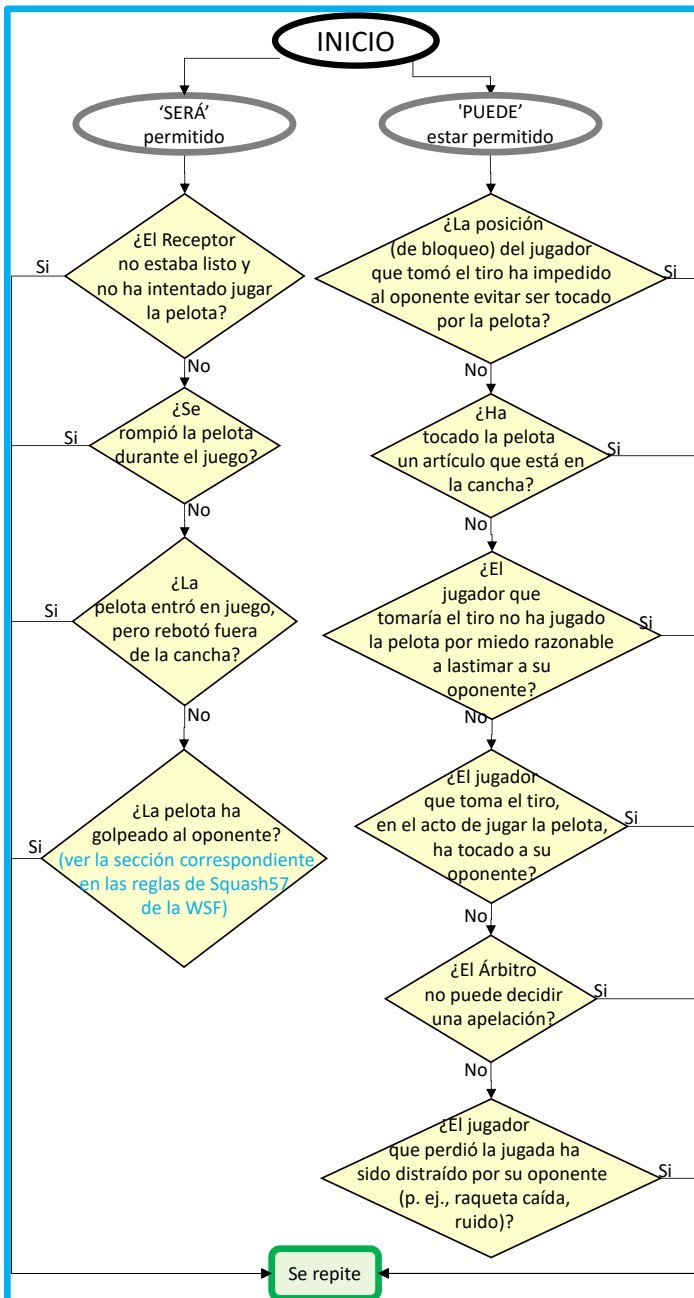 INICIO
‘SERÁ’
permitido
'PUEDE’
estar permitido
¿El Receptor
no estaba listo y
no ha intentado jugar
la pelota?
Si
No
¿Se
rompió la pelota
durante el juego?
Si
No
¿La
pelota entró en juego,
pero rebotó fuera
de la cancha?
Si
No
¿La pelota ha
golpeado al oponente?
(ver la sección correspondiente
en las reglas de Squash57
de la WSF)
Si
¿La posición
(de bloqueo) del jugador
que tomó el tiro ha impedido
al oponente evitar ser tocado
por la pelota?
Si
No
¿Ha
tocado la pelota
un artículo que está en
la cancha?
Si
No
¿El
jugador que
tomaría el tiro no ha jugado
la pelota por miedo razonable
a lastimar a su
oponente?
Si
No
¿El jugador
que toma el tiro,
en el acto de jugar la pelota,
ha tocado a su
oponente?
Si
No
¿El Árbitro
no puede decidir
una apelación?
Si
No
¿El jugador
que perdió la jugada ha
sido distraído por su oponente
(p. ej., raqueta caída,
ruido)?
Si
Se repite